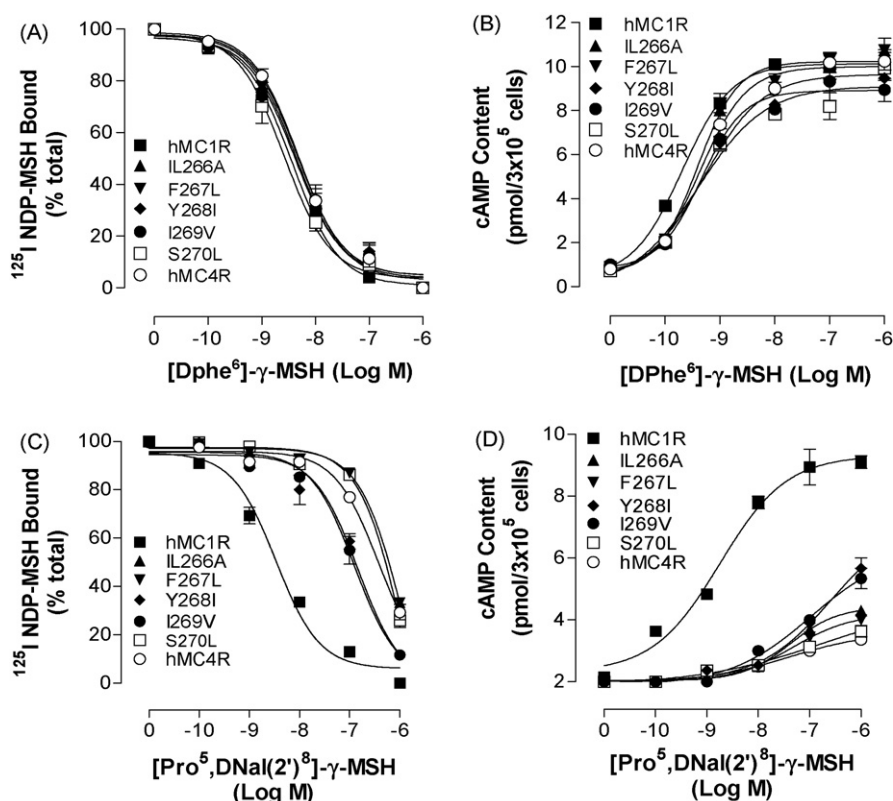 (A)
¹²⁵I NDP-MSH Bound
(% total)
100
80
60
40
20
0
hMC1R
IL266A
F267L
Y268I
I269V
S270L
hMC4R
0 -10 -9 -8 -7 -6
[Dphe⁶]-γ-MSH (Log M)
(B)
cAMP Content
(pmol/3x10⁵ cells)
12
10
8
6
4
2
0
hMC1R
IL266A
F267L
Y268I
I269V
S270L
hMC4R
0 -10 -9 -8 -7 -6
[DPhe⁶]-γ-MSH (Log M)
(C)
¹²⁵I NDP-MSH Bound
(% total)
100
80
60
40
20
0
hMC1R
IL266A
F267L
Y268I
I269V
S270L
hMC4R
0 -10 -9 -8 -7 -6
[Pro⁵,DNal(2')⁸]-γ-MSH
(Log M)
(D)
cAMP Content
(pmol/3x10⁵ cells)
10
8
6
4
2
hMC1R
IL266A
F267L
Y268I
I269V
S270L
hMC4R
0 -10 -9 -8 -7 -6
[Pro⁵,DNal(2')⁸]-γ-MSH
(Log M)